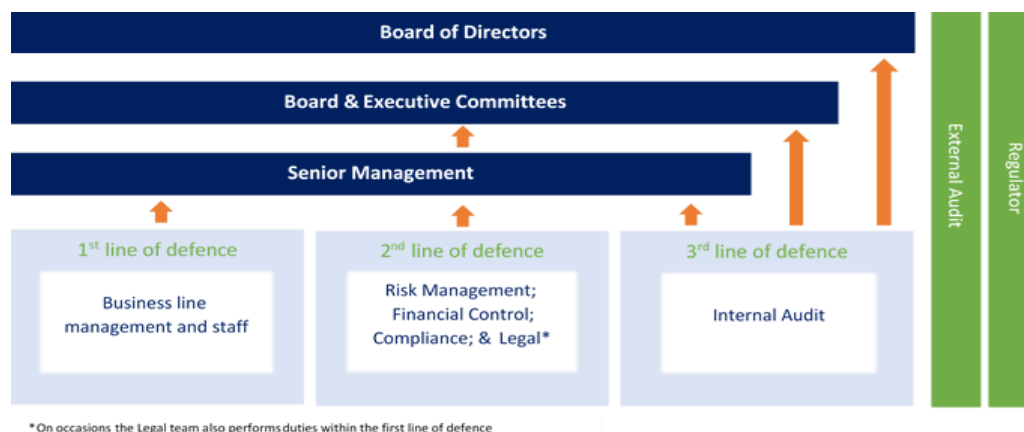 Board of Directors
Board & Executive Committees
Senior Management
1st line of defence
Business line
management and staff
2nd line of defence
Risk Management;
Financial Control;
Compliance; & Legal*
3rd line of defence
Internal Audit
External Audit
Regulator
*On occasions the Legal team also performs duties within the first line of defence